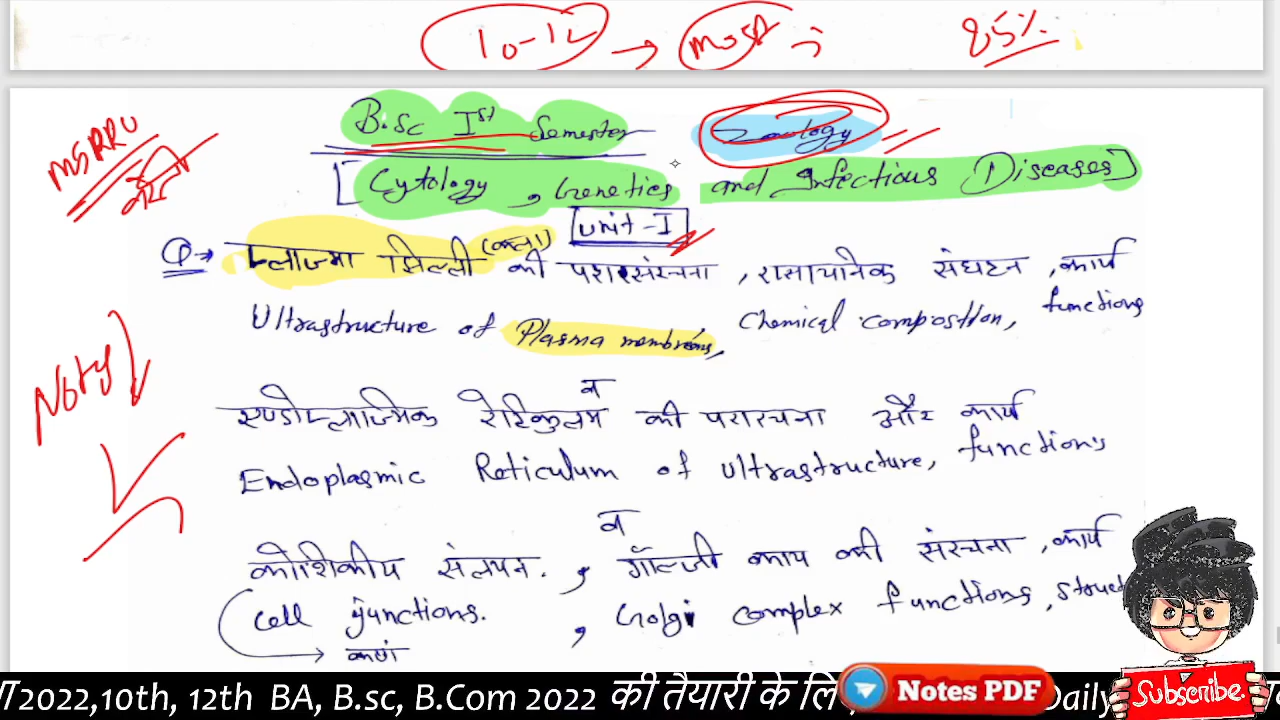 10-12 → most 85%
B.Sc Ist Semester Zoology
MSRRU
[Cytology, Genetics and Infectious Diseases]
Unit-I
Q→ प्लाज्मा झिल्ली (कला) की परासंरचना, रासायनिक संघटन, कार्य
Ultrastructure of Plasma membrane, Chemical composition, functions
Notes
एण्डोप्लाज्मिक रेटिकुलम व की परारचना और कार्य
Endoplasmic Reticulum of Ultrastructure, functions
कोशिकीय संलयन, व गॉल्जी काय की संरचना, कार्य
Cell junctions. , Golgi complex functions, struct
2022,10th, 12th BA, B.sc, B.Com 2022 की तैयारी के लि
Notes PDF
Daily
Subscribe